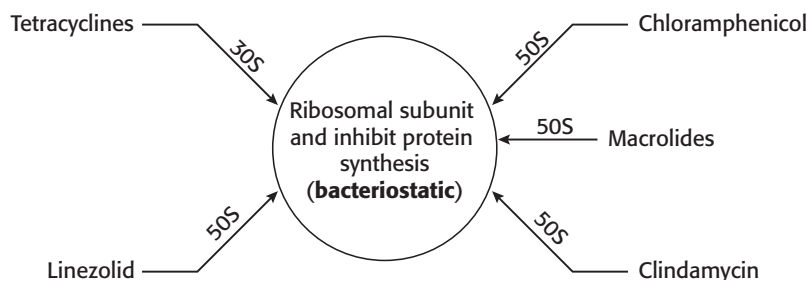 Tetracyclines
30S
Chloramphenicol
50S
Ribosomal subunit
and inhibit protein
synthesis
(bacteriostatic)
50S
Macrolides
Linezolid
50S
50S
Clindamycin